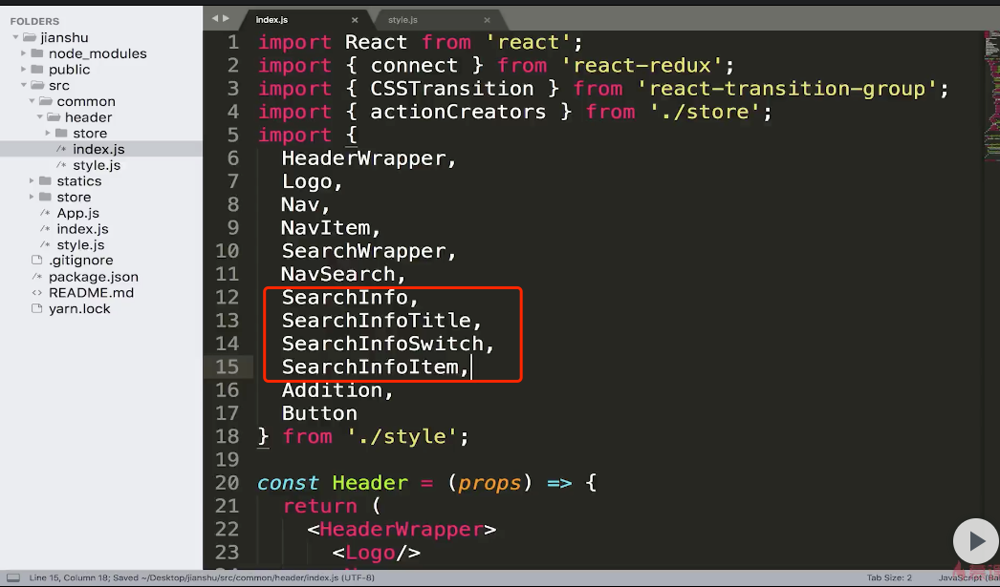 FOLDERS
jianshu
node_modules
public
src
common
header
store
/* index.js
/* style.js
statics
store
/* App.js
/* index.js
/* style.js
.gitignore
/* package.json
<> README.md
yarn.lock
index.js ×
style.js ×
1 import React from 'react';
2 import { connect } from 'react-redux';
3 import { CSSTransition } from 'react-transition-group';
4 import { actionCreators } from './store';
5 import {
6 HeaderWrapper,
7 Logo,
8 Nav,
9 NavItem,
10 SearchWrapper,
11 NavSearch,
12 SearchInfo,
13 SearchInfoTitle,
14 SearchInfoSwitch,
15 SearchInfoItem,
16 Addition,
17 Button
18 } from './style';
19
20 const Header = (props) => {
21 return (
22 <HeaderWrapper>
23 <Logo/>
Line 15, Column 18; Saved ~/Desktop/jianshu/src/common/header/index.js (UTF-8)
Tab Size: 2
JavaScript (Ba